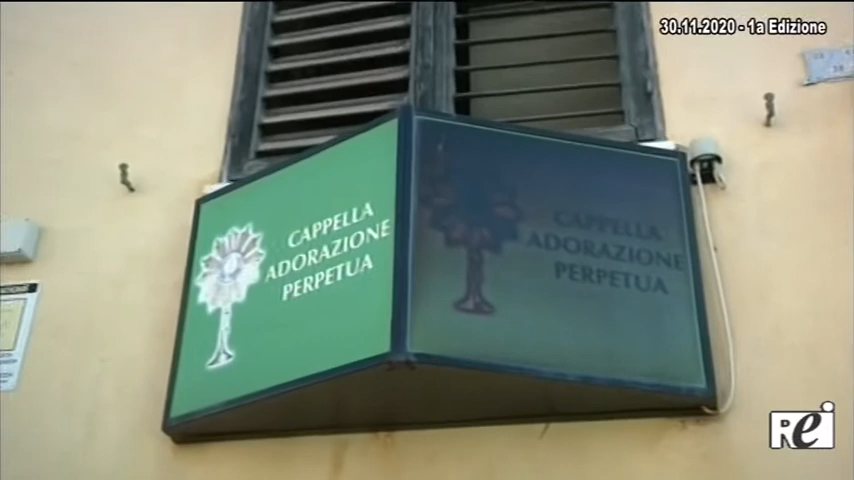 30.11.2020 - 1a Edizione
CAPPELLA
ADORAZIONE
PERPETUA
CAPPELLA
ADORAZIONE
PERPETUA
Rei